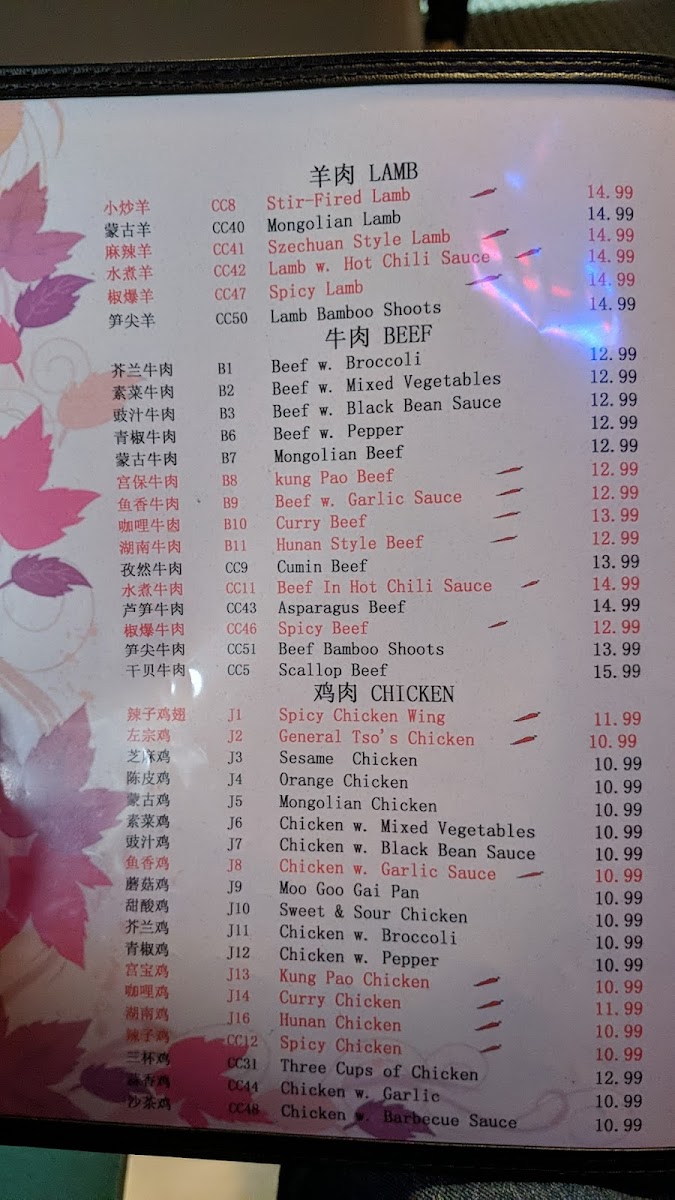 羊肉 LAMB
小炒羊 CC8 Stir-Fired Lamb 14.99
蒙古羊 CC40 Mongolian Lamb 14.99
麻辣羊 CC41 Szechuan Style Lamb 14.99
水煮羊 CC42 Lamb w. Hot Chili Sauce 14.99
椒爆羊 CC47 Spicy Lamb 14.99
笋尖羊 CC50 Lamb Bamboo Shoots 14.99
牛肉 BEEF
芥兰牛肉 B1 Beef w. Broccoli 12.99
素菜牛肉 B2 Beef w. Mixed Vegetables 12.99
豉汁牛肉 B3 Beef w. Black Bean Sauce 12.99
青椒牛肉 B6 Beef w. Pepper 12.99
蒙古牛肉 B7 Mongolian Beef 12.99
宫保牛肉 B8 kung Pao Beef 12.99
鱼香牛肉 B9 Beef w. Garlic Sauce 12.99
咖哩牛肉 B10 Curry Beef 13.99
湖南牛肉 B11 Hunan Style Beef 12.99
孜然牛肉 CC9 Cumin Beef 13.99
水煮牛肉 CC11 Beef In Hot Chili Sauce 14.99
芦笋牛肉 CC43 Asparagus Beef 14.99
椒爆牛肉 CC46 Spicy Beef 12.99
笋尖牛肉 CC51 Beef Bamboo Shoots 13.99
干贝牛肉 CC5 Scallop Beef 15.99
鸡肉 CHICKEN
辣子鸡翅 J1 Spicy Chicken Wing 11.99
左宗鸡 J2 General Tso's Chicken 10.99
芝麻鸡 J3 Sesame Chicken 10.99
陈皮鸡 J4 Orange Chicken 10.99
蒙古鸡 J5 Mongolian Chicken 10.99
素菜鸡 J6 Chicken w. Mixed Vegetables 10.99
豉汁鸡 J7 Chicken w. Black Bean Sauce 10.99
鱼香鸡 J8 Chicken w. Garlic Sauce 10.99
蘑菇鸡 J9 Moo Goo Gai Pan 10.99
甜酸鸡 J10 Sweet & Sour Chicken 10.99
芥兰鸡 J11 Chicken w. Broccoli 10.99
青椒鸡 J12 Chicken w. Pepper 10.99
宫宝鸡 J13 Kung Pao Chicken 10.99
咖哩鸡 J14 Curry Chicken 11.99
湖南鸡 J16 Hunan Chicken 10.99
辣子鸡 CC12 Spicy Chicken 10.99
三杯鸡 CC31 Three Cups of Chicken 12.99
蒜香鸡 CC44 Chicken w. Garlic 10.99
沙茶鸡 CC48 Chicken w. Barbecue Sauce 10.99